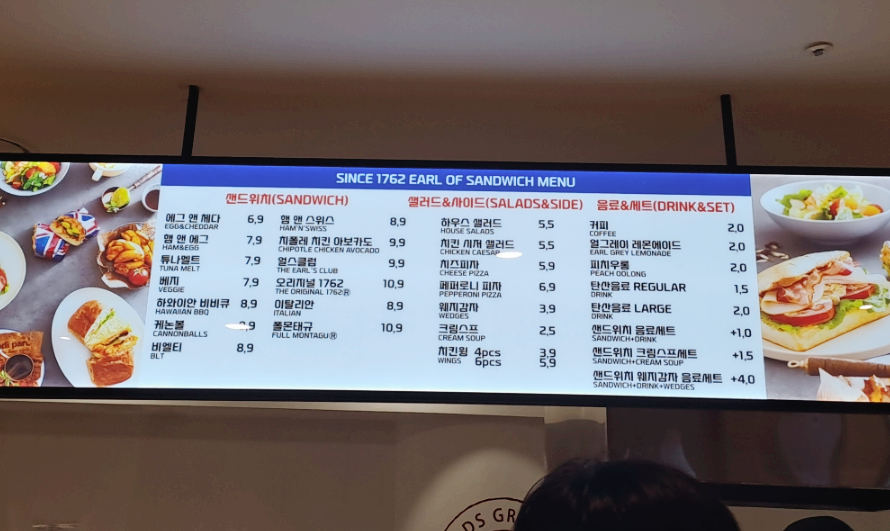 SINCE 1762 EARL OF SANDWICH MENU
샌드위치(SANDWICH)
에그 앤 체다 6,9
EGG&CHEDDAR
햄 앤 에그 7,9
HAM&EGG
튜나멜트 7,9
TUNA MELT
베지 7,9
VEGGIE
하와이안 비비큐 8,9
HAWAIIAN BBQ
케논볼 8,9
CANNONBALLS
비엘티 8,9
BLT
햄 앤 스위스 8,9
HAM'N'SWISS
치폴레 치킨 아보카도 9,9
CHIPOTLE CHICKEN AVOCADO
얼스클럽 9,9
THE EARL'S CLUB
오리지널 1762 10,9
THE ORIGINAL 1762®
이탈리안 8,9
ITALIAN
풀몬태규 10,9
FULL MONTAGU®
샐러드&사이드(SALADS&SIDE)
하우스 샐러드 5,5
HOUSE SALADS
치킨 시저 샐러드 5,5
CHICKEN CAESAR
치즈피자 5,9
CHEESE PIZZA
페퍼로니 피자 6,9
PEPPERONI PIZZA
웨지감자 3,9
WEDGES
크림스프 2,5
CREAM SOUP
치킨윙 4pcs 3,9
WINGS 6pcs 5,9
음료&세트(DRINK&SET)
커피 2,0
COFFEE
얼그레이 레몬에이드 2,0
EARL GREY LEMONADE
피치우롱 2,0
PEACH OOLONG
탄산음료 REGULAR 1,5
DRINK
탄산음료 LARGE 2,0
DRINK
샌드위치 음료세트 +1,0
SANDWICH+DRINK
샌드위치 크림스프세트 +1,5
SANDWICH+CREAM SOUP
샌드위치 웨지감자 음료세트 +4,0
SANDWICH+DRINK+WEDGES
DS GR